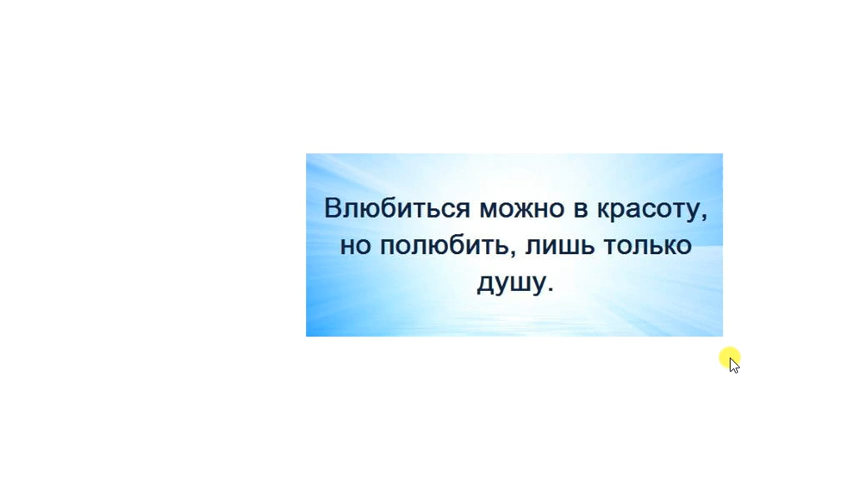 Влюбиться можно в красоту,
но полюбить, лишь только
душу.